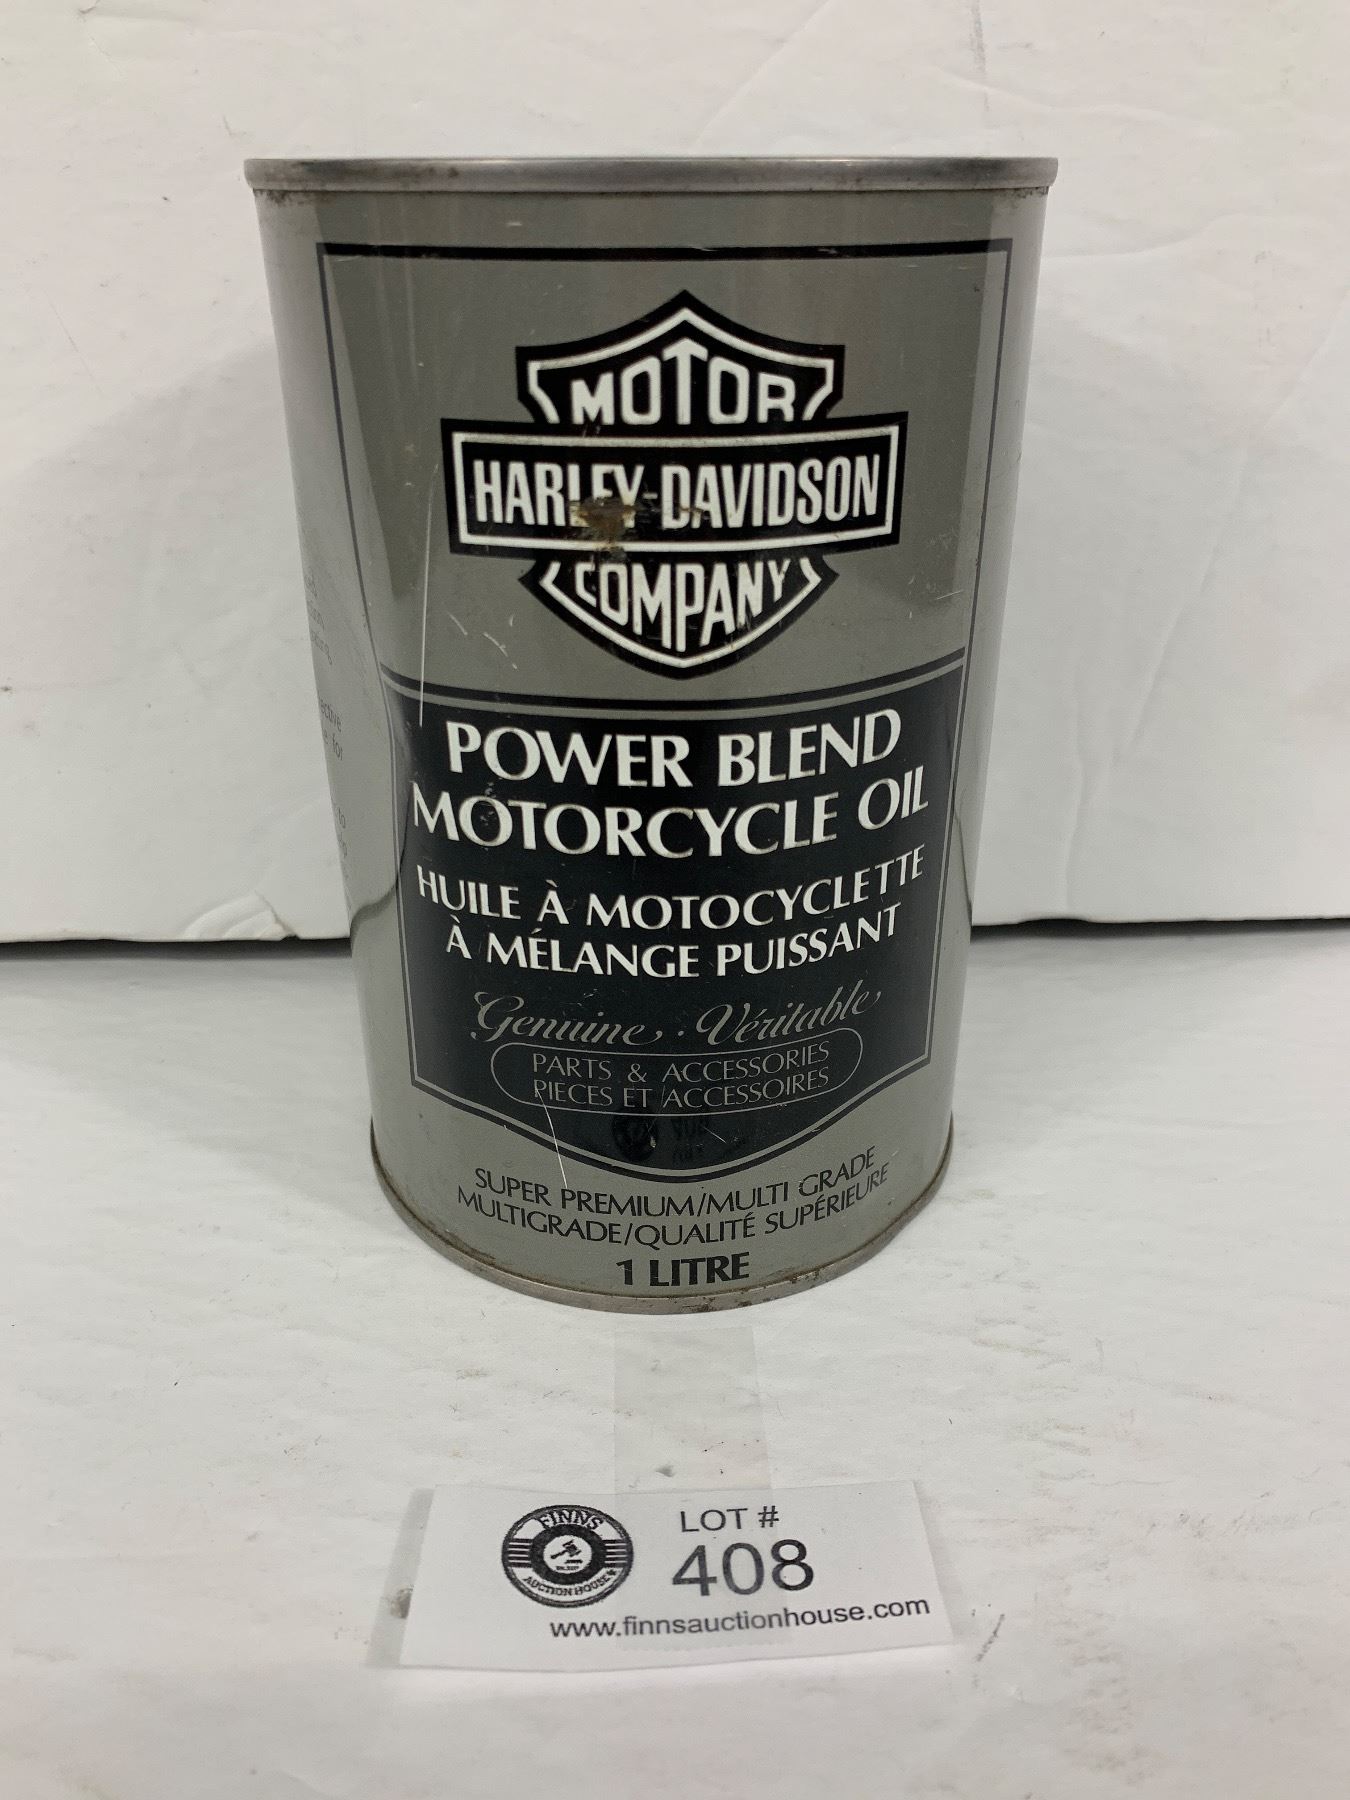 MOTOR
HARLEY-DAVIDSON
COMPANY
POWER BLEND
MOTORCYCLE OIL
HUILE À MOTOCYCLETTE
À MÉLANGE PUISSANT
Genuine · Véritable
PARTS & ACCESSORIES
PIECES ET ACCESSOIRES
SUPER PREMIUM/MULTI GRADE
MULTIGRADE/QUALITÉ SUPÉRIEURE
1 LITRE
FINNS
AUCTION HOUSE
LOT #
408
www.finnsauctionhouse.com